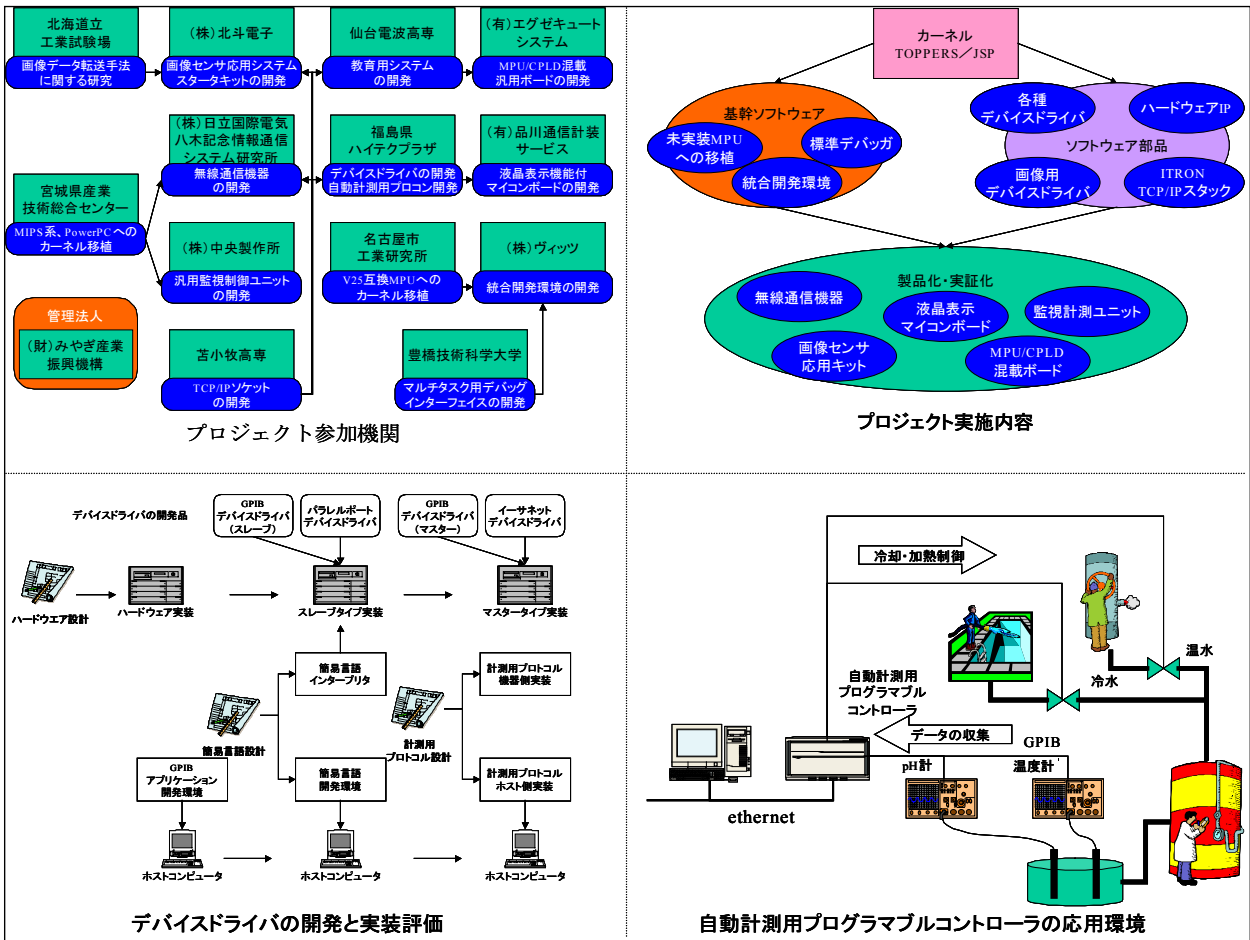 北海道立
工業試験場
画像データ転送手法
に関する研究
(株)北斗電子
画像センサ応用システム
スタータキットの開発
仙台電波高専
教育用システム
の開発
(有)エグゼキュート
システム
MPU/CPLD混載
汎用ボードの開発
(株)日立国際電気
八木記念情報通信
システム研究所
無線通信機器
の開発
福島県
ハイテクプラザ
デバイスドライバの開発
自動計測用プロコン開発
(有)品川通信計装
サービス
液晶表示機能付
マイコンボードの開発
宮城県産業
技術総合センター
MIPS系、PowerPCへの
カーネル移植
(株)中央製作所
汎用監視制御ユニット
の開発
名古屋市
工業研究所
V25互換MPUへの
カーネル移植
(株)ヴィッツ
統合開発環境の開発
管理法人
(財)みやぎ産業
振興機構
苫小牧高専
TCP/IPソケット
の開発
豊橋技術科学大学
マルチタスク用デバッグ
インターフェイスの開発
プロジェクト参加機関
カーネル
TOPPERS/JSP
基幹ソフトウェア
未実装MPU
への移植
標準デバッガ
統合開発環境
各種
デバイスドライバ
ハードウェアIP
ソフトウェア部品
画像用
デバイスドライバ
ITRON
TCP/IPスタック
製品化・実証化
無線通信機器
液晶表示
マイコンボード
監視計測ユニット
画像センサ
応用キット
MPU/CPLD
混載ボード
プロジェクト実施内容
デバイスドライバの開発品
GPIB
デバイスドライバ
(スレーブ)
パラレルポート
デバイスドライバ
GPIB
デバイスドライバ
(マスター)
イーサネット
デバイスドライバ
ハードウエア設計
ハードウェア実装
スレーブタイプ実装
マスタータイプ実装
簡易言語
インタープリタ
計測用プロトコル
機器側実装
簡易言語設計
計測用
プロトコル設計
GPIB
アプリケーション
開発環境
簡易言語
開発環境
計測用プロトコル
ホスト側実装
ホストコンピュータ
ホストコンピュータ
ホストコンピュータ
デバイスドライバの開発と実装評価
冷却・加熱制御
温水
冷水
自動計測用
プログラマブル
コントローラ
データの収集
GPIB
pH計
温度計
ethernet
自動計測用プログラマブルコントローラの応用環境